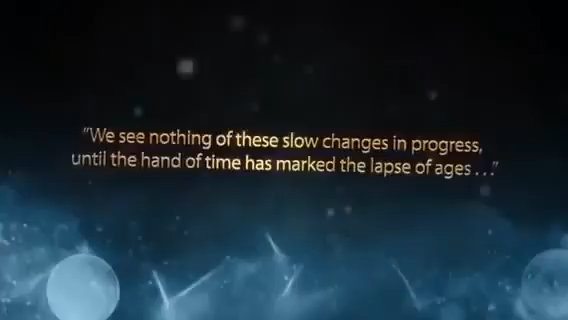 "We see nothing of these slow changes in progress,
until the hand of time has marked the lapse of ages . . ."